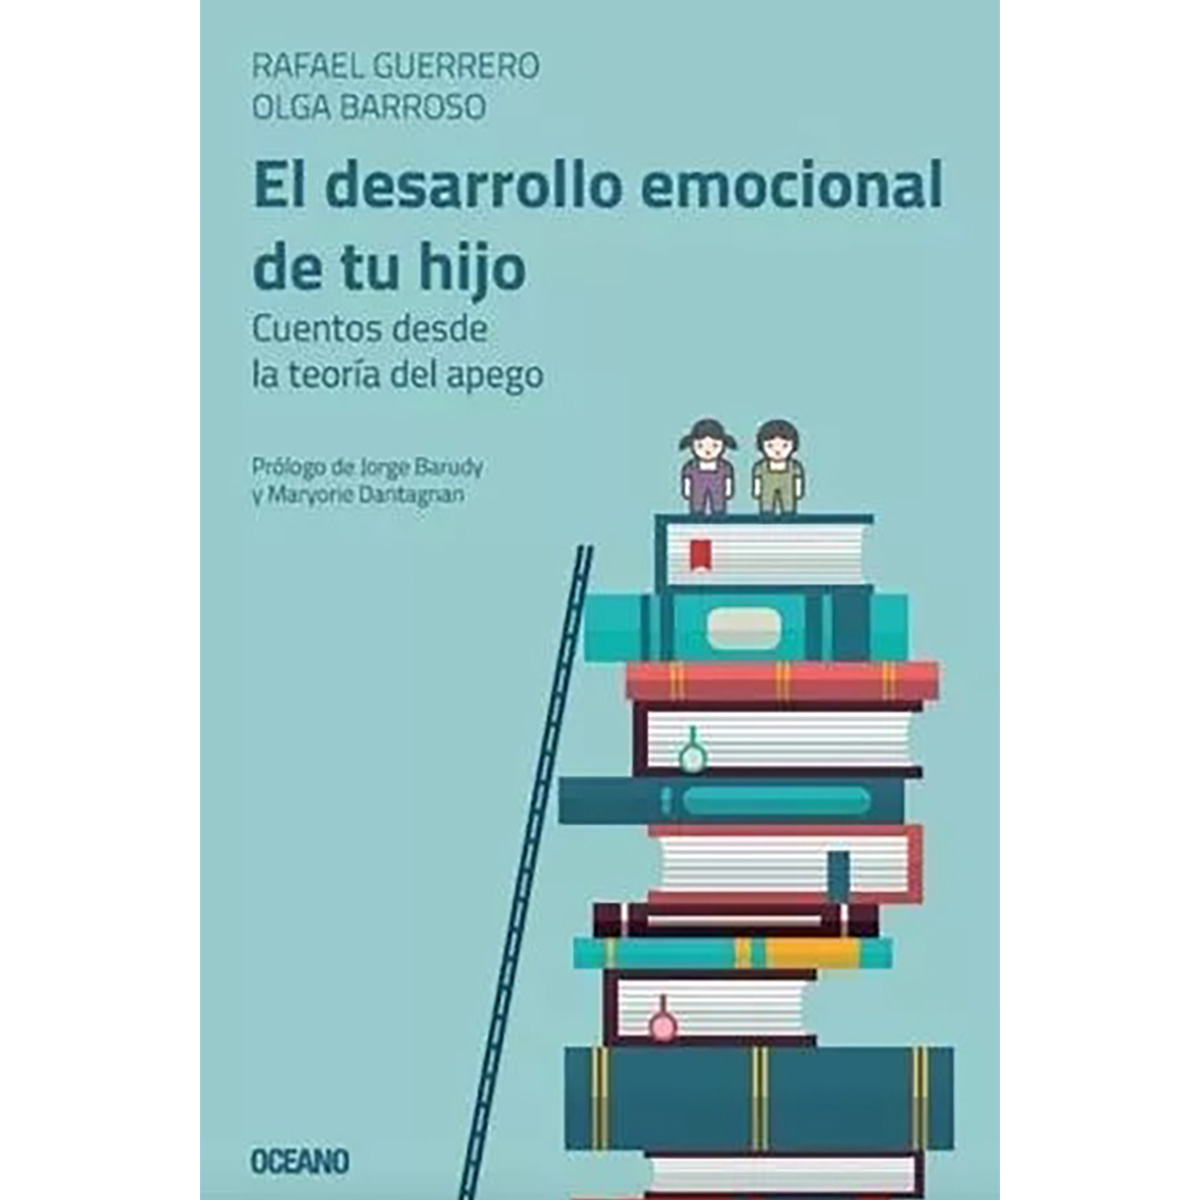 RAFAEL GUERRERO
OLGA BARROSO
El desarrollo emocional
de tu hijo
Cuentos desde
la teoría del apego
Prólogo de Jorge Barudy
y Maryorie Dantagnan
OCEANO